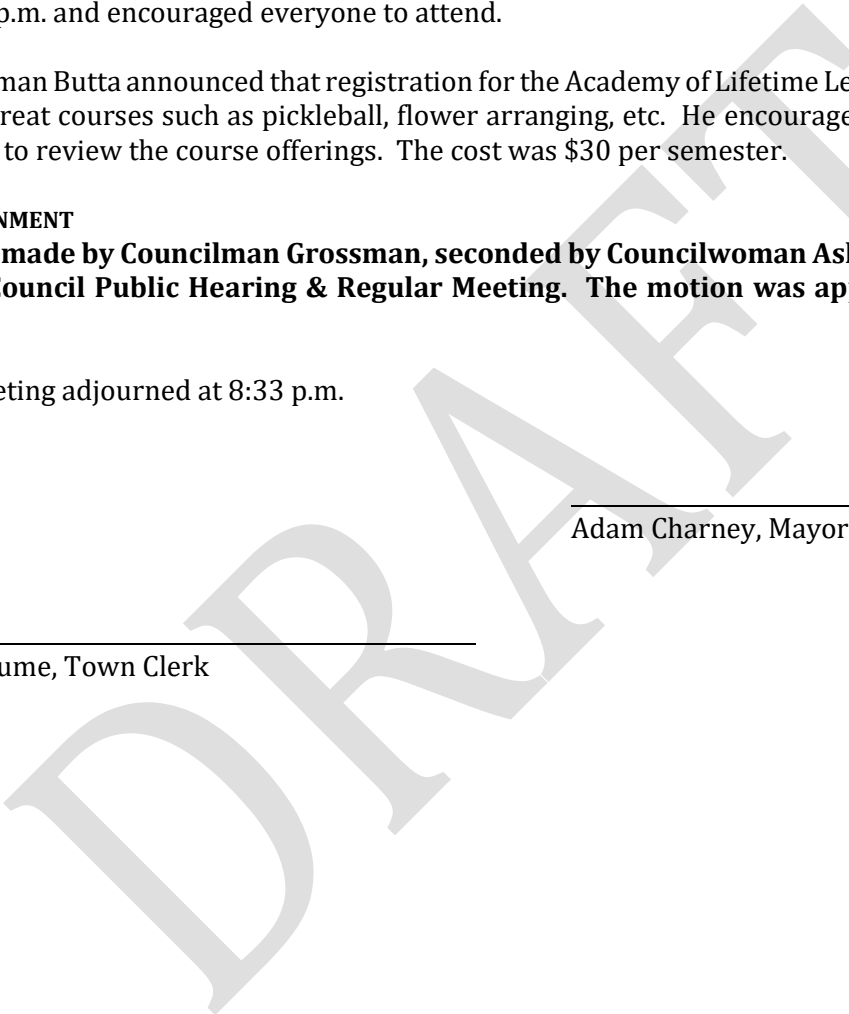 p.m. and encouraged everyone to attend.
man Butta announced that registration for the Academy of Lifetime Le
reat courses such as pickleball, flower arranging, etc. He encourage
to review the course offerings. The cost was $30 per semester.
NMENT
made by Councilman Grossman, seconded by Councilwoman Asl
Council Public Hearing & Regular Meeting. The motion was app
eting adjourned at 8:33 p.m.
Adam Charney, Mayor
ume, Town Clerk
DRAFT